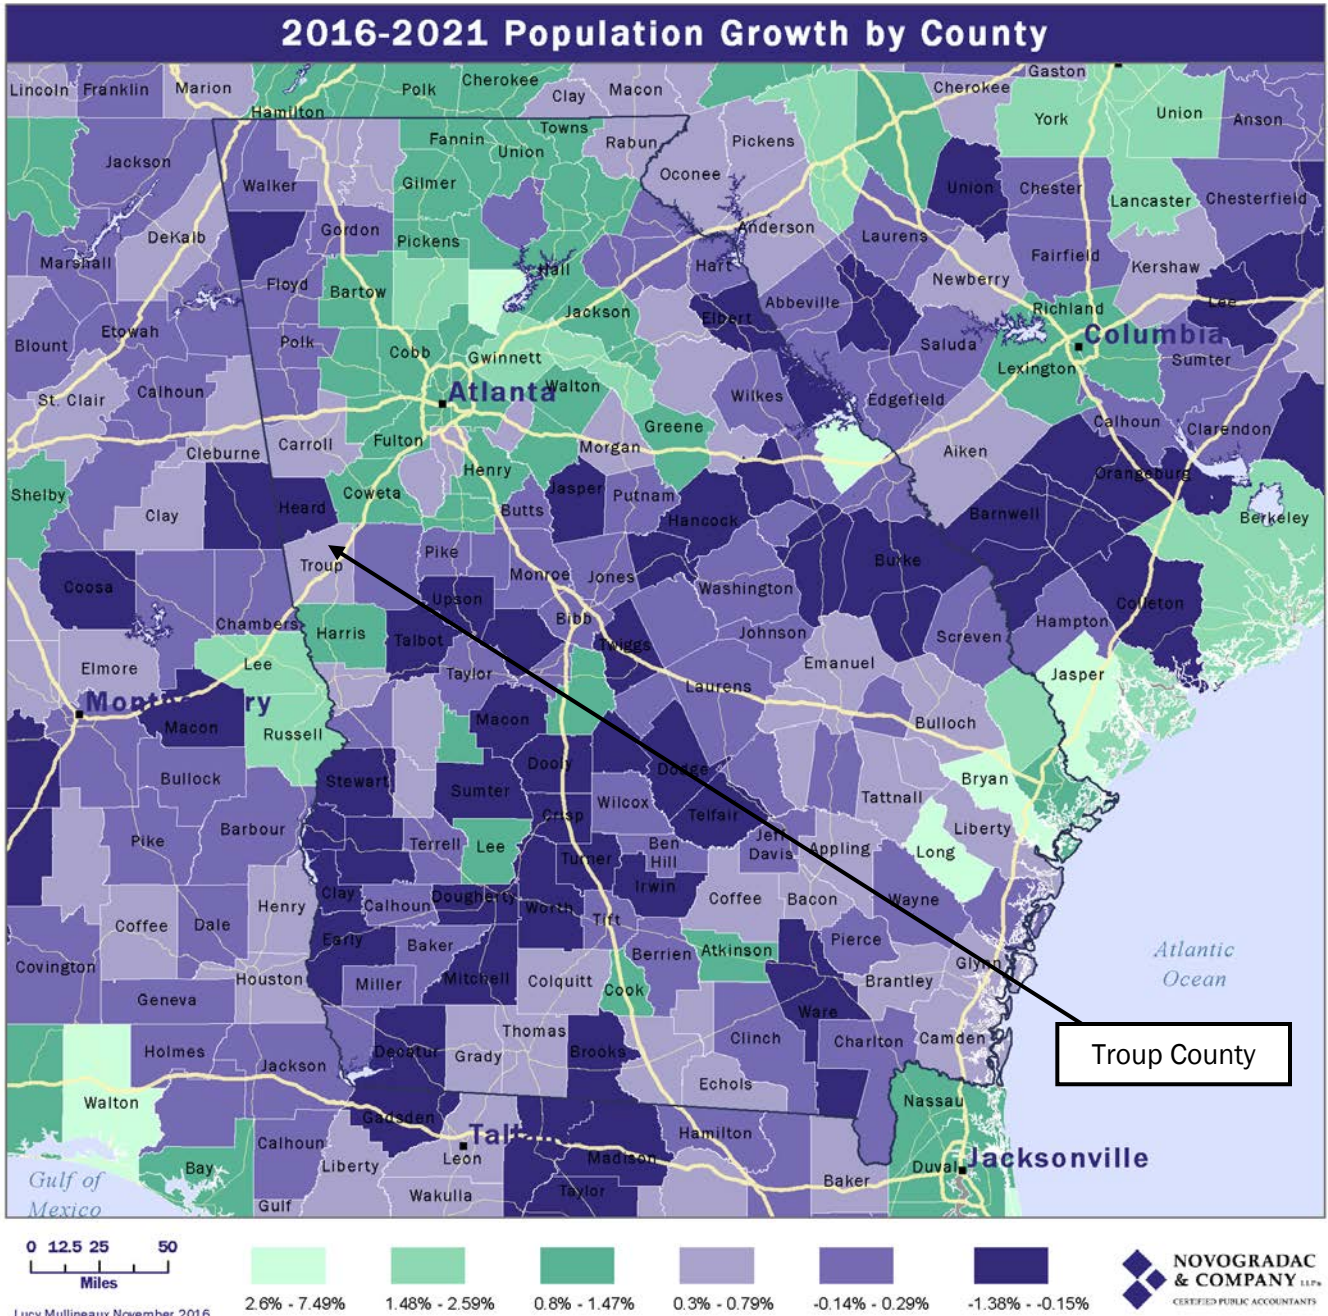 2016-2021 Population Growth by County
Lincoln Franklin Marion Hamilton Polk Cherokee Clay Macon Cherokee Gaston
York Union Anson
Fannin Towns Union Rabun Pickens
Jackson Walker Gilmer Oconee Union Chester Lancaster Chesterfield
DeKalb Gordon Pickens Anderson Laurens Fairfield
Marshall Floyd Bartow Hall Hart Newberry Kershaw
Etowah Jackson Elbert Abbeville Richland Lee
Blount Polk Cobb Gwinnett Saluda Columbia
Lexington Sumter
St. Clair Calhoun Atlanta Walton Wilkes Edgefield
Cleburne Carroll Fulton Morgan Greene Aiken Calhoun Clarendon
Shelby Clay Heard Coweta Henry Butts Jasper Putnam Hancock Barnwell Orangeburg Berkeley
Coosa Troup Pike Monroe Jones Washington Burke
Chambers Harris Upson Bibb Johnson Screven Hampton Colleton
Elmore Lee Talbot Taylor Twiggs Emanuel Jasper
Montgomery Macon Russell Macon Laurens Bulloch
Bullock Stewart Sumter Dooly Dodge Bryan
Pike Barbour Crisp Wilcox Telfair Tattnall Liberty
Terrell Lee Turner Ben
Hill
Jeff
Davis Appling Long
Coffee Dale Henry Clay Calhoun Dougherty Worth Tift Irwin Coffee Bacon Wayne
Covington Early Baker Berrien Atkinson Pierce Glynn
Geneva Houston Miller Mitchell Colquitt Cook Ware Brantley
Atlantic
Ocean
Holmes Jackson Decatur Grady Thomas Brooks Clinch Charlton Camden
Troup County
Walton Gadsden Echols Nassau
Calhoun Liberty Leon Madison Hamilton
Bay Wakulla Taylor Baker Duval Jacksonville
Gulf of
Mexico
Gulf
0 12.5 25 50
Miles
Lucy Mullineaux November 2016
2.6% - 7.49% 1.48% - 2.59% 0.8% - 1.47% 0.3% - 0.79% -0.14% - 0.29% -1.38% - -0.15%
NOVOGRADAC
& COMPANY LLP®
CERTIFIED PUBLIC ACCOUNTANTS